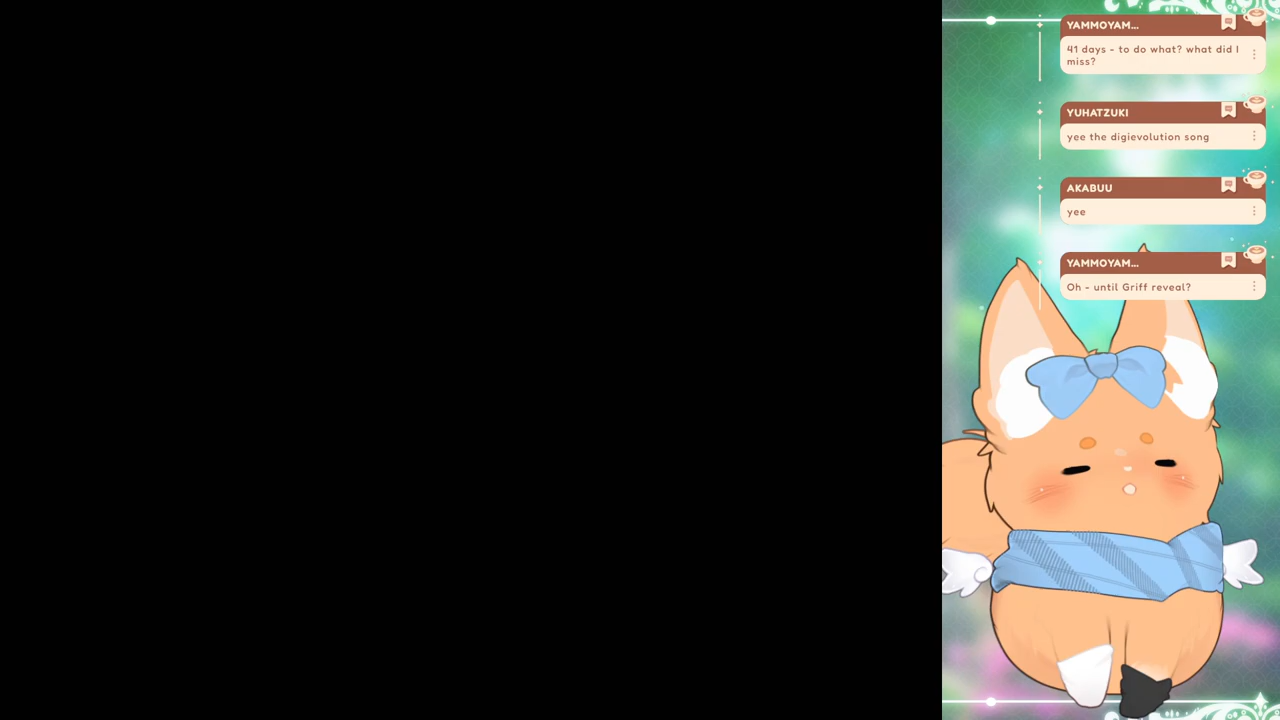 YAMMOYAM...
41 days - to do what? what did I
miss?
YUHATZUKI
yee the digievolution song
AKABUU
yee
YAMMOYAM...
Oh - until Griff reveal?